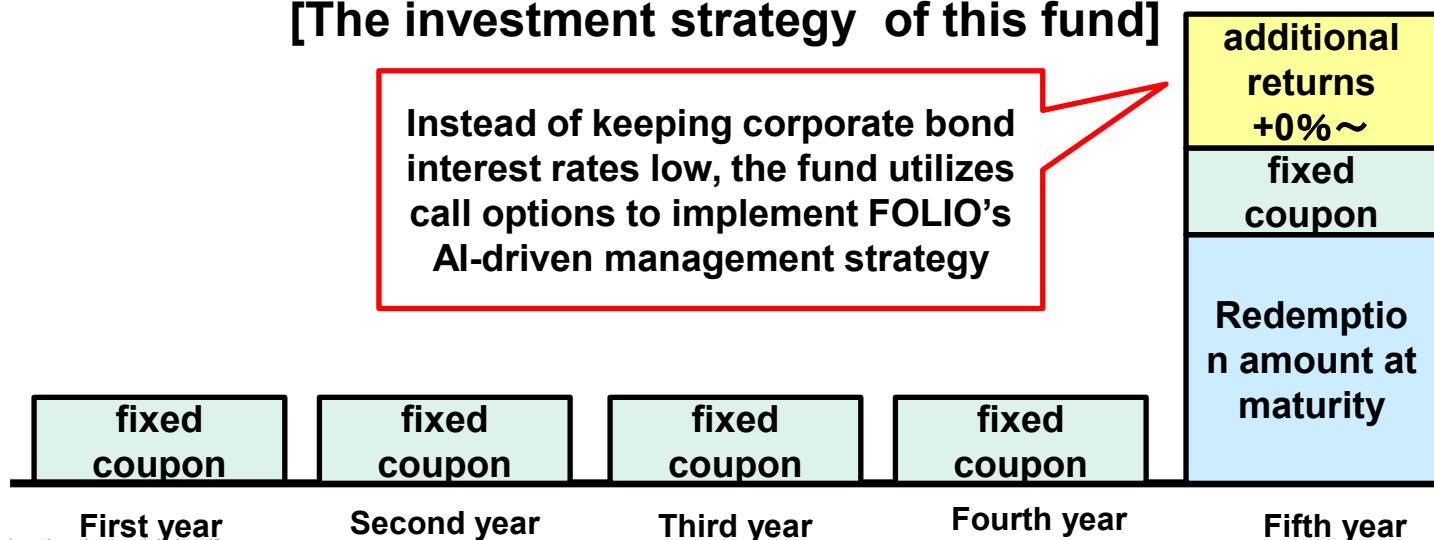 [The investment strategy of this fund]
additional
returns
+0%～
Instead of keeping corporate bond
interest rates low, the fund utilizes
call options to implement FOLIO’s
AI-driven management strategy
fixed
coupon
Redemptio
n amount at
maturity
fixed
coupon
fixed
coupon
fixed
coupon
fixed
coupon
First year
Second year
Third year
Fourth year
Fifth year